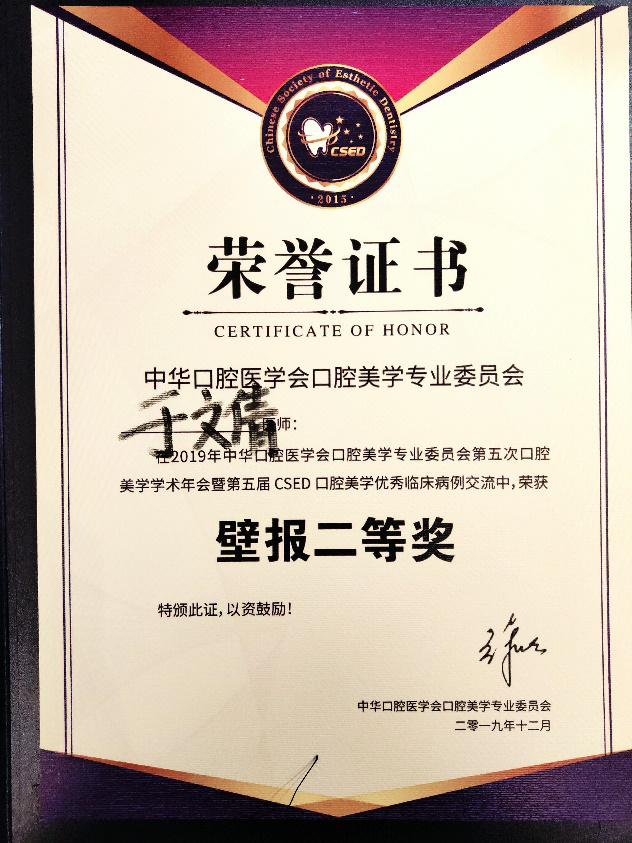 Chinese Society of Esthetic Dentistry
CSED
·2015·
荣誉证书
CERTIFICATE OF HONOR
中华口腔医学会口腔美学专业委员会
于文倩 医师：
在2019年中华口腔医学会口腔美学专业委员会第五次口腔
美学学术年会暨第五届 CSED 口腔美学优秀临床病例交流中，荣获
壁报二等奖
特颁此证，以资鼓励！
中华口腔医学会口腔美学专业委员会
二零一九年十二月